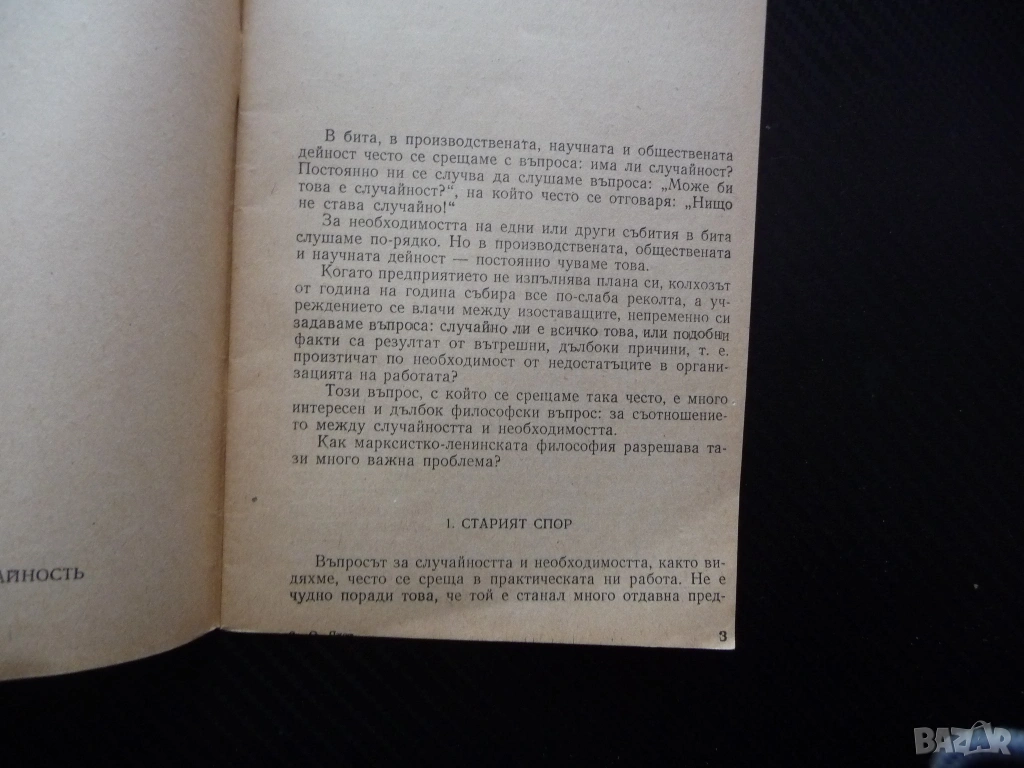 В бита, в производствената, научната и обществената
дейност често се срещаме с въпроса: има ли случайност?
Постоянно ни се случва да слушаме въпроса: „Може би
това е случайност?“, на който често се отговаря: „Нищо
не става случайно!“
За необходимостта на едни или други събития в бита
слушаме по-рядко. Но в производствената, обществената
и научната дейност — постоянно чуваме това.
Когато предприятието не изпълнява плана си, колхозът
от година на година събира все по-слаба реколта, а уч-
реждението се влачи между изоставащите, непременно си
задаваме въпроса: случайно ли е всичко това, или подобни
факти са резултат от вътрешни, дълбоки причини, т. е.
произтичат по необходимост от недостатъците в органи-
зацията на работата?
Този въпрос, с който се срещаме така често, е много
интересен и дълбок философски въпрос: за съотношение-
го между случайността и необходимостта.
Как марксистко-ленинската философия разрешава та-
зи много важна проблема?
1. СТАРИЯТ СПОР
Въпросът за случайността и необходимостта, както ви-
дяхме, често се среща в практическата ни работа. Не е
чудно поради това, че той е станал много отдавна пред-
3
АЙНОСТЬ
BAZAR